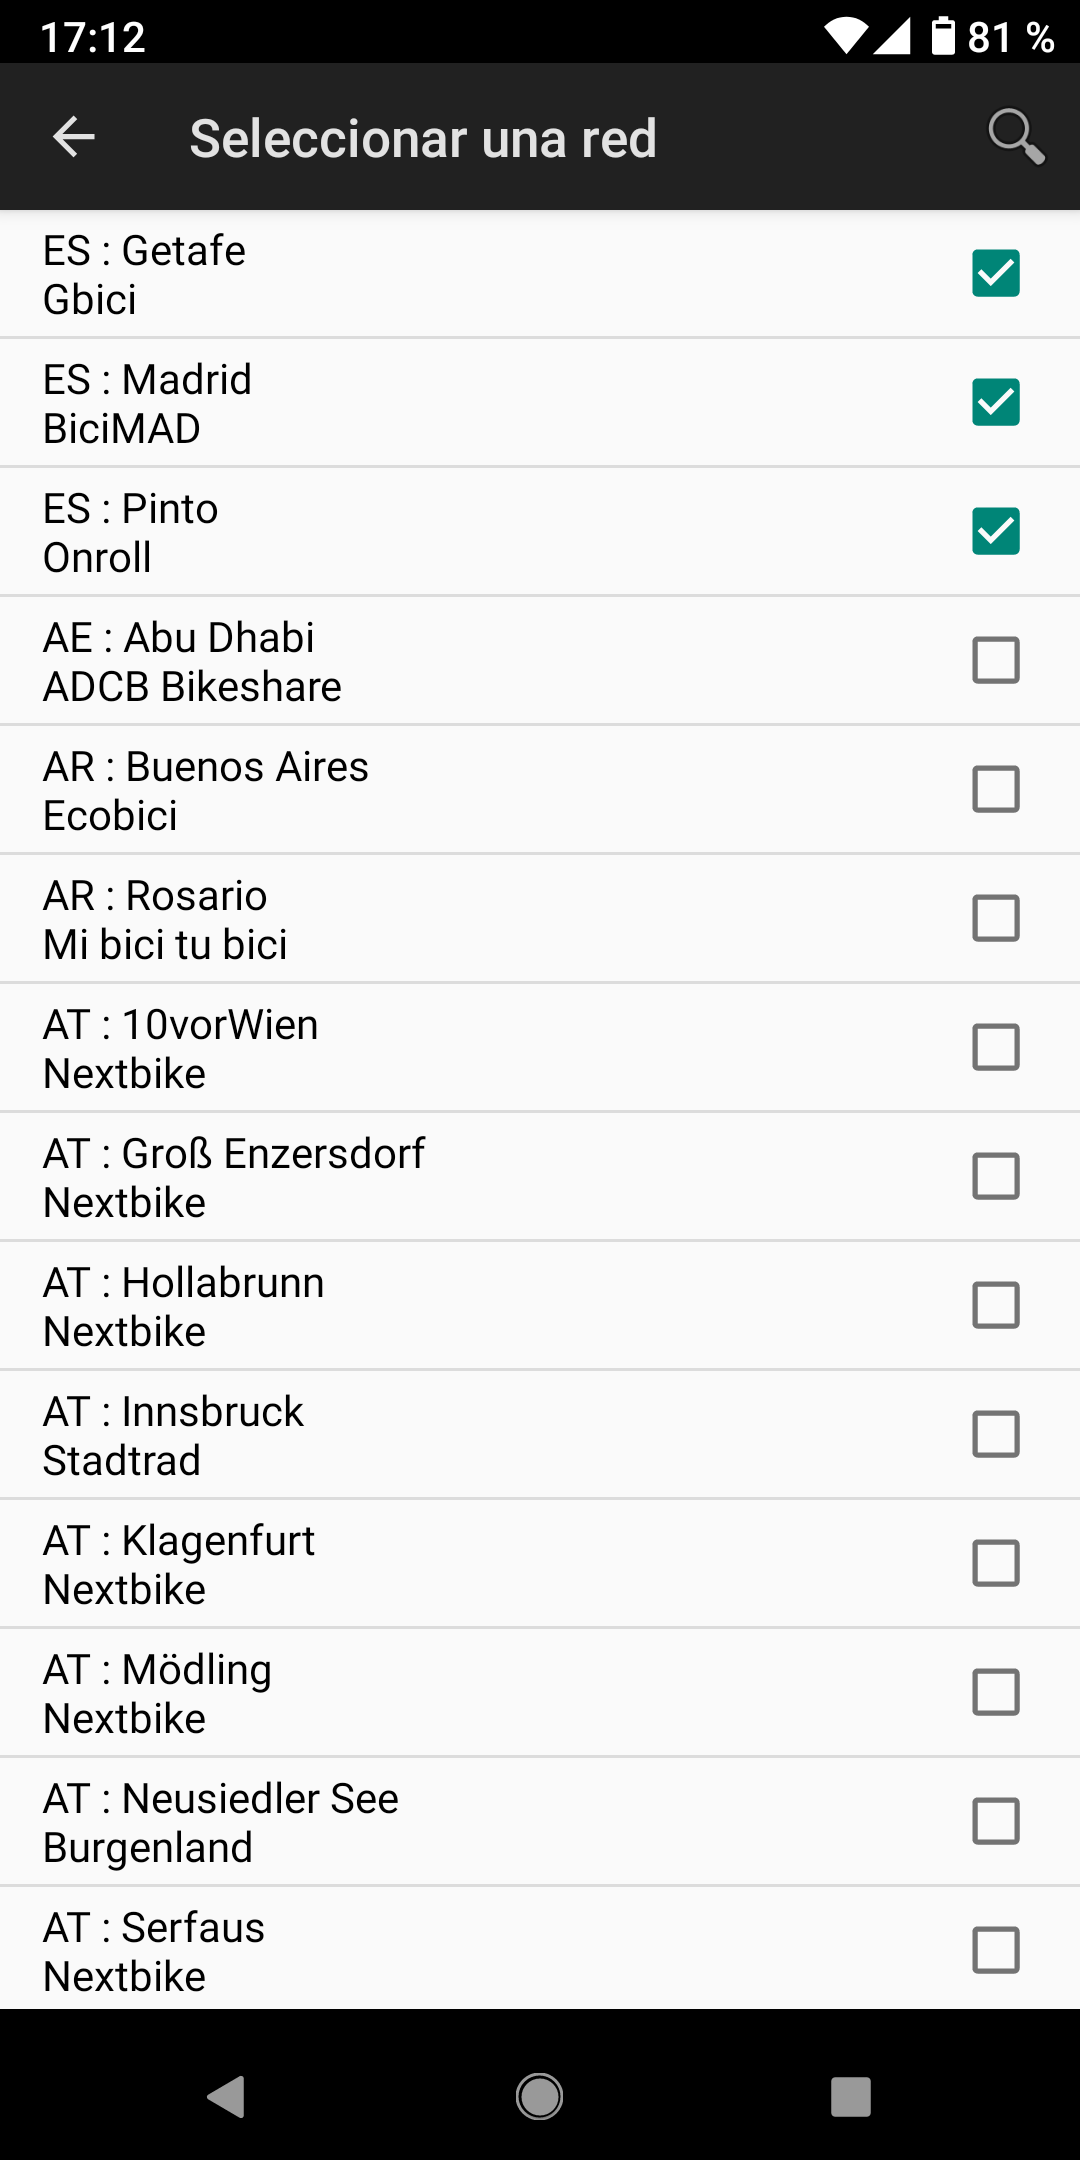 17:12
81 %
Seleccionar una red
ES : Getafe
Gbici
ES : Madrid
BiciMAD
ES : Pinto
Onroll
AE : Abu Dhabi
ADCB Bikeshare
AR : Buenos Aires
Ecobici
AR : Rosario
Mi bici tu bici
AT : 10vorWien
Nextbike
AT : Groß Enzersdorf
Nextbike
AT : Hollabrunn
Nextbike
AT : Innsbruck
Stadtrad
AT : Klagenfurt
Nextbike
AT : Mödling
Nextbike
AT : Neusiedler See
Burgenland
AT : Serfaus
Nextbike